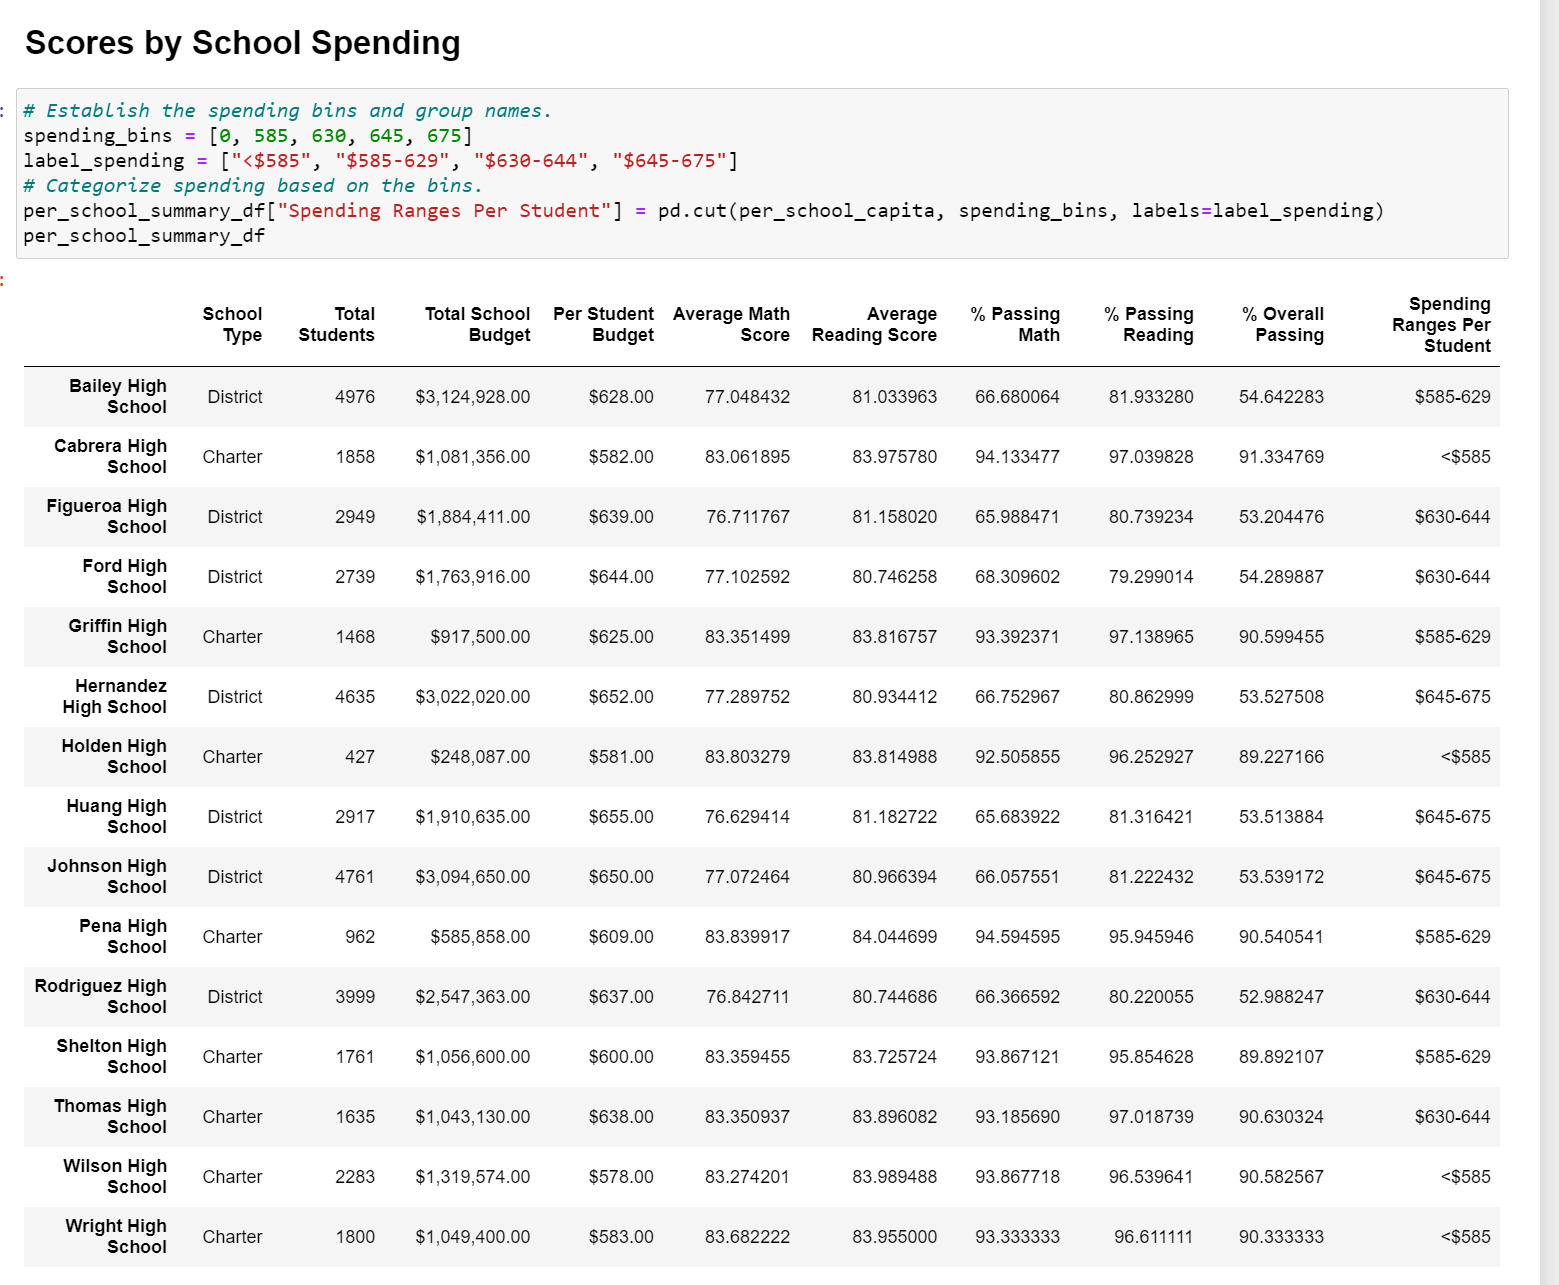 Scores by School Spending
:
# Establish the spending bins and group names.
spending_bins = [0, 585, 630, 645, 675]
label_spending = ["<$585", "$585-629", "$630-644", "$645-675"]
# Categorize spending based on the bins.
per_school_summary_df["Spending Ranges Per Student"] = pd.cut(per_school_capita, spending_bins, labels=label_spending)
per_school_summary_df
:
School Type Total Students Total School Budget Per Student Budget Average Math Score Average Reading Score % Passing Math % Passing Reading % Overall Passing Spending Ranges Per Student
Bailey High School District 4976 $3,124,928.00 $628.00 77.048432 81.033963 66.680064 81.933280 54.642283 $585-629
Cabrera High School Charter 1858 $1,081,356.00 $582.00 83.061895 83.975780 94.133477 97.039828 91.334769 <$585
Figueroa High School District 2949 $1,884,411.00 $639.00 76.711767 81.158020 65.988471 80.739234 53.204476 $630-644
Ford High School District 2739 $1,763,916.00 $644.00 77.102592 80.746258 68.309602 79.299014 54.289887 $630-644
Griffin High School Charter 1468 $917,500.00 $625.00 83.351499 83.816757 93.392371 97.138965 90.599455 $585-629
Hernandez High School District 4635 $3,022,020.00 $652.00 77.289752 80.934412 66.752967 80.862999 53.527508 $645-675
Holden High School Charter 427 $248,087.00 $581.00 83.803279 83.814988 92.505855 96.252927 89.227166 <$585
Huang High School District 2917 $1,910,635.00 $655.00 76.629414 81.182722 65.683922 81.316421 53.513884 $645-675
Johnson High School District 4761 $3,094,650.00 $650.00 77.072464 80.966394 66.057551 81.222432 53.539172 $645-675
Pena High School Charter 962 $585,858.00 $609.00 83.839917 84.044699 94.594595 95.945946 90.540541 $585-629
Rodriguez High School District 3999 $2,547,363.00 $637.00 76.842711 80.744686 66.366592 80.220055 52.988247 $630-644
Shelton High School Charter 1761 $1,056,600.00 $600.00 83.359455 83.725724 93.867121 95.854628 89.892107 $585-629
Thomas High School Charter 1635 $1,043,130.00 $638.00 83.350937 83.896082 93.185690 97.018739 90.630324 $630-644
Wilson High School Charter 2283 $1,319,574.00 $578.00 83.274201 83.989488 93.867718 96.539641 90.582567 <$585
Wright High School Charter 1800 $1,049,400.00 $583.00 83.682222 83.955000 93.333333 96.611111 90.333333 <$585